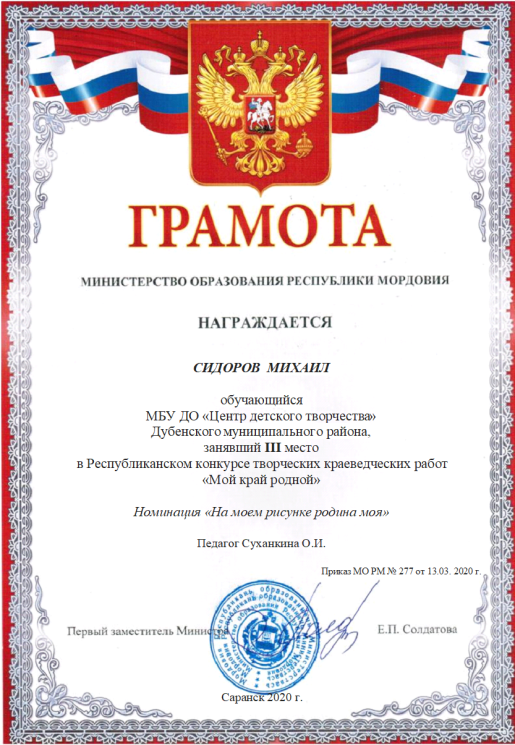 ГРАМОТА
МИНИСТЕРСТВО ОБРАЗОВАНИЯ РЕСПУБЛИКИ МОРДОВИЯ
НАГРАЖДАЕТСЯ
СИДОРОВ МИХАИЛ
обучающийся
МБУ ДО «Центр детского творчества»
Дубенского муниципального района,
занявший III место
в Республиканском конкурсе творческих краеведческих работ
«Мой край родной»
Номинация «На моем рисунке родина моя»
Педагог Суханкина О.И.
Приказ МО РМ № 277 от 13.03. 2020 г.
Первый заместитель Министра Е.П. Солдатова
Саранск 2020 г.